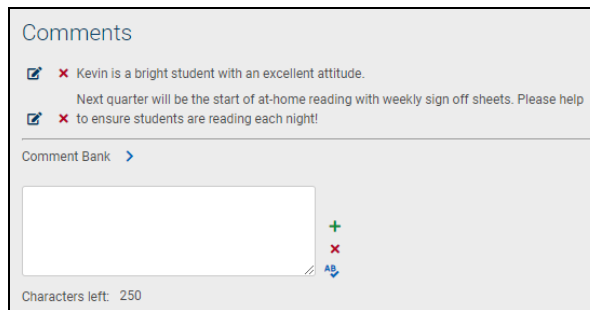 Comments
Kevin is a bright student with an excellent attitude.
Next quarter will be the start of at-home reading with weekly sign off sheets. Please help
to ensure students are reading each night!
Comment Bank
AB
Characters left: 250